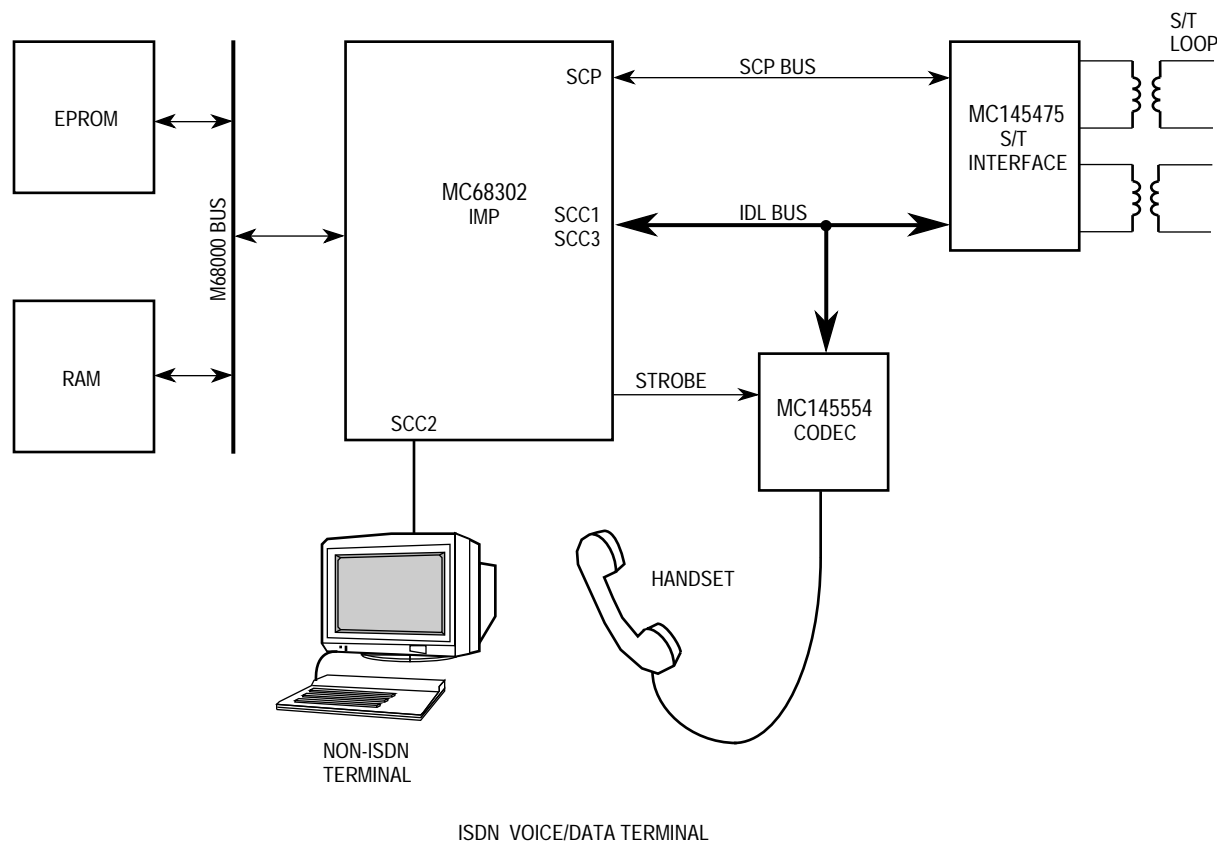 S/T
LOOP
EPROM
SCP
SCP BUS
MC145475
S/T
INTERFACE
MC68302
IMP
M68000 BUS
SCC1
SCC3
IDL BUS
RAM
STROBE
MC145554
CODEC
SCC2
HANDSET
NON-ISDN
TERMINAL
ISDN VOICE/DATA TERMINAL